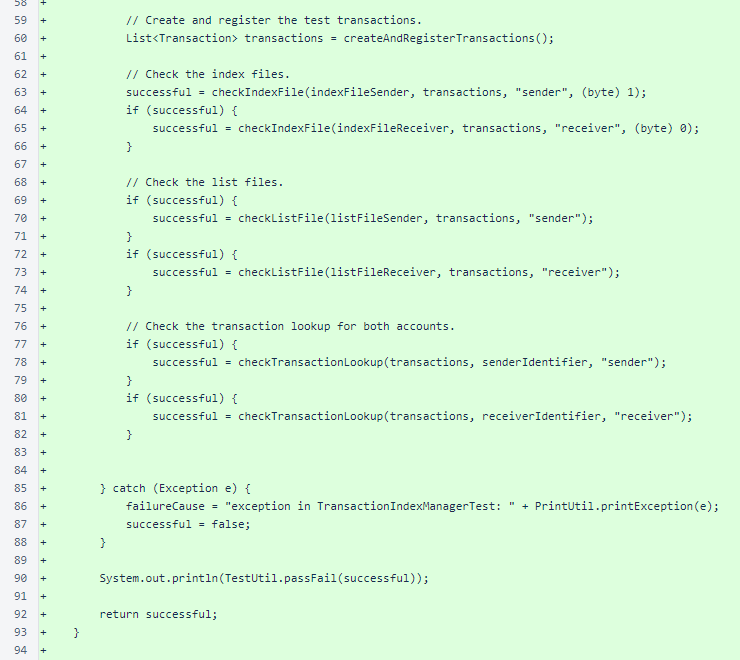 58 +
59 + // Create and register the test transactions.
60 + List<Transaction> transactions = createAndRegisterTransactions();
61 +
62 + // Check the index files.
63 + successful = checkIndexFile(indexFileSender, transactions, "sender", (byte) 1);
64 + if (successful) {
65 + successful = checkIndexFile(indexFileReceiver, transactions, "receiver", (byte) 0);
66 + }
67 +
68 + // Check the list files.
69 + if (successful) {
70 + successful = checkListFile(listFileSender, transactions, "sender");
71 + }
72 + if (successful) {
73 + successful = checkListFile(listFileReceiver, transactions, "receiver");
74 + }
75 +
76 + // Check the transaction lookup for both accounts.
77 + if (successful) {
78 + successful = checkTransactionLookup(transactions, senderIdentifier, "sender");
79 + }
80 + if (successful) {
81 + successful = checkTransactionLookup(transactions, receiverIdentifier, "receiver");
82 + }
83 +
84 +
85 + } catch (Exception e) {
86 + failureCause = "exception in TransactionIndexManagerTest: " + PrintUtil.printException(e);
87 + successful = false;
88 + }
89 +
90 + System.out.println(TestUtil.passFail(successful));
91 +
92 + return successful;
93 + }
94 +